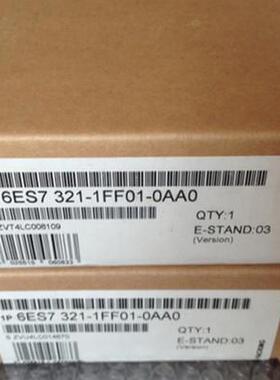 6ES7 321-1FF01-0AA0
ZVT4LC006109
QTY:1
E-STAND:03
(Version)
1P 6ES7 321-1FF01-0AA0
QTY:1
E-STAND:03
(Version)